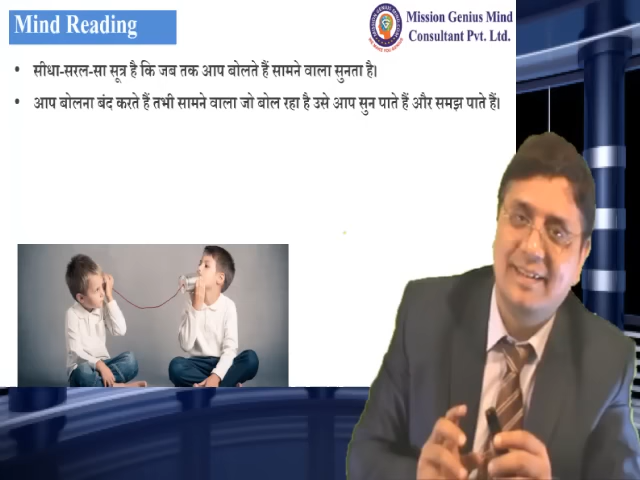 Mind Reading
Mission Genius Mind
Consultant Pvt. Ltd.
• सीधा-सरल-सा सूत्र है कि जब तक आप बोलते हैं सामने वाला सुनता है।
• आप बोलना बंद करते हैं तभी सामने वाला जो बोल रहा है उसे आप सुन पाते हैं और समझ पाते हैं।